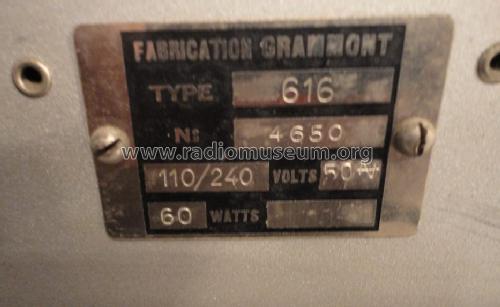 FABRICATION GRAMMONT
TYPE 616
No: 4650
www.radiomuseum.org
110/240 VOLTS 50∿
60 WATTS